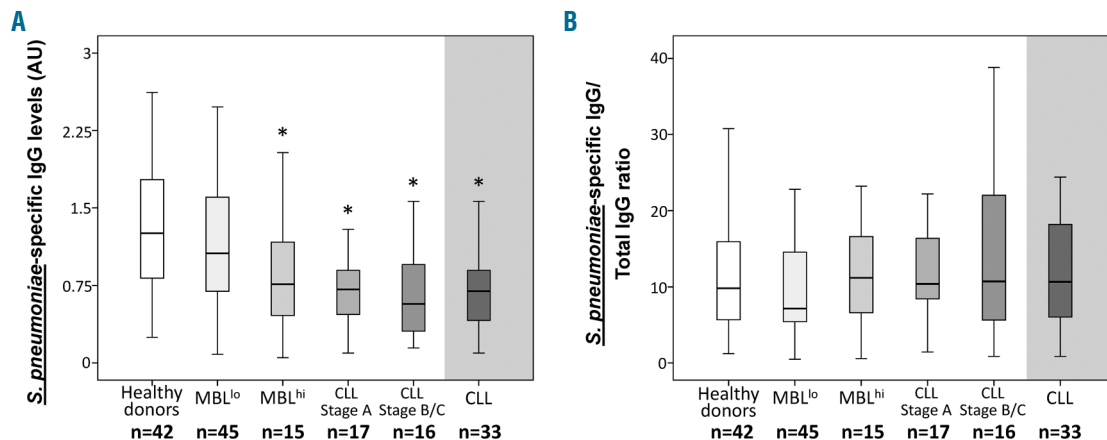 A
S. pneumoniae-specific IgG levels (AU)
3
2.25
1.5
0.75
0
*
*
*
*
Healthy
donors
n=42
MBLlo
n=45
MBLhi
n=15
CLL
Stage A
n=17
CLL
Stage B/C
n=16
CLL
n=33
B
S. pneumoniae-specific IgG/
Total IgG ratio
40
30
20
10
0
Healthy
donors
n=42
MBLlo
n=45
MBLhi
n=15
CLL
Stage A
n=17
CLL
Stage B/C
n=16
CLL
n=33